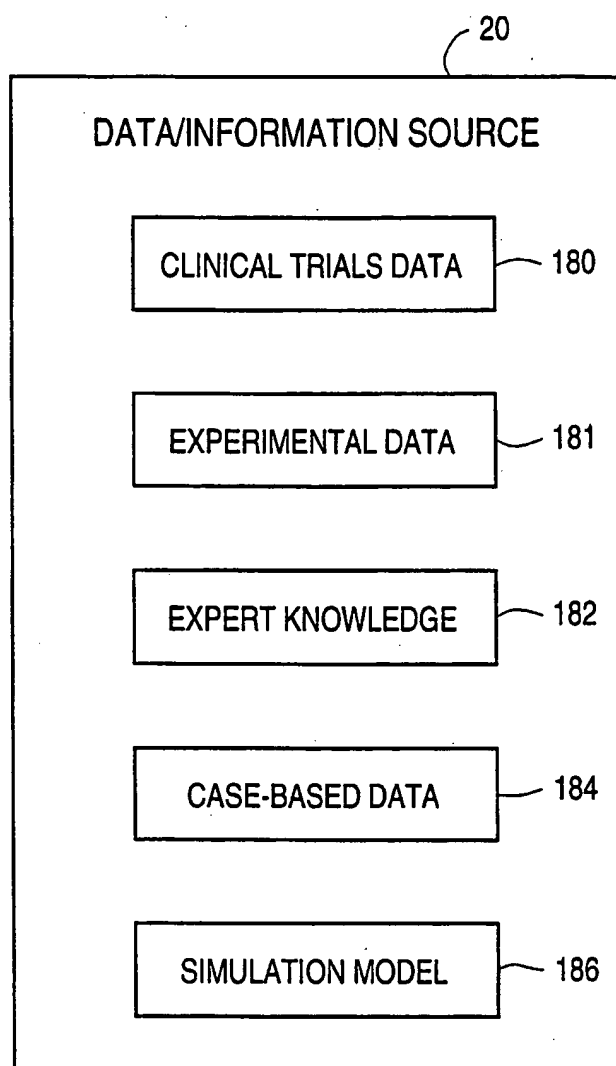 20
DATA/INFORMATION SOURCE
CLINICAL TRIALS DATA 180
EXPERIMENTAL DATA 181
EXPERT KNOWLEDGE 182
CASE-BASED DATA 184
SIMULATION MODEL 186